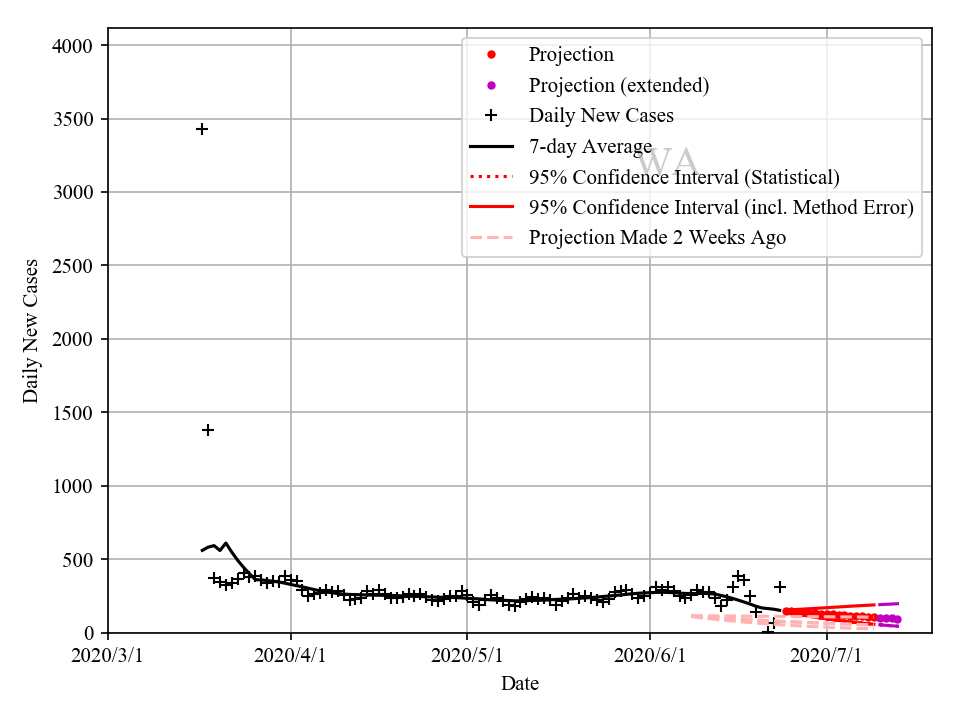 4000
3500
3000
2500
2000
1500
1000
500
0
Daily New Cases
2020/3/1
2020/4/1
2020/5/1
2020/6/1
2020/7/1
Date
WA
Projection
Projection (extended)
Daily New Cases
7-day Average
95% Confidence Interval (Statistical)
95% Confidence Interval (incl. Method Error)
Projection Made 2 Weeks Ago